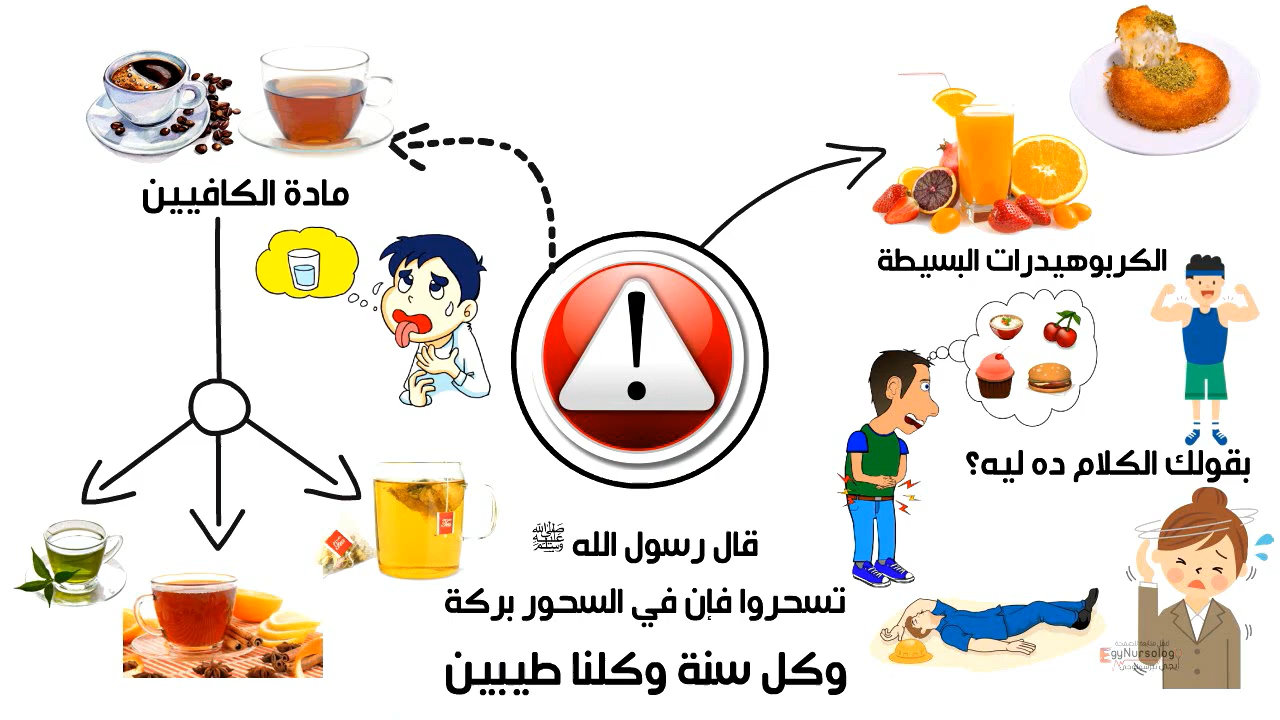 مادة الكافيين
الكربوهيدرات البسيطة
بقولك الكلام ده ليه؟
قال رسول الله ﷺ
تسحروا فإن في السحور بركة
وكل سنة وكلنا طيبين
EgyNursology